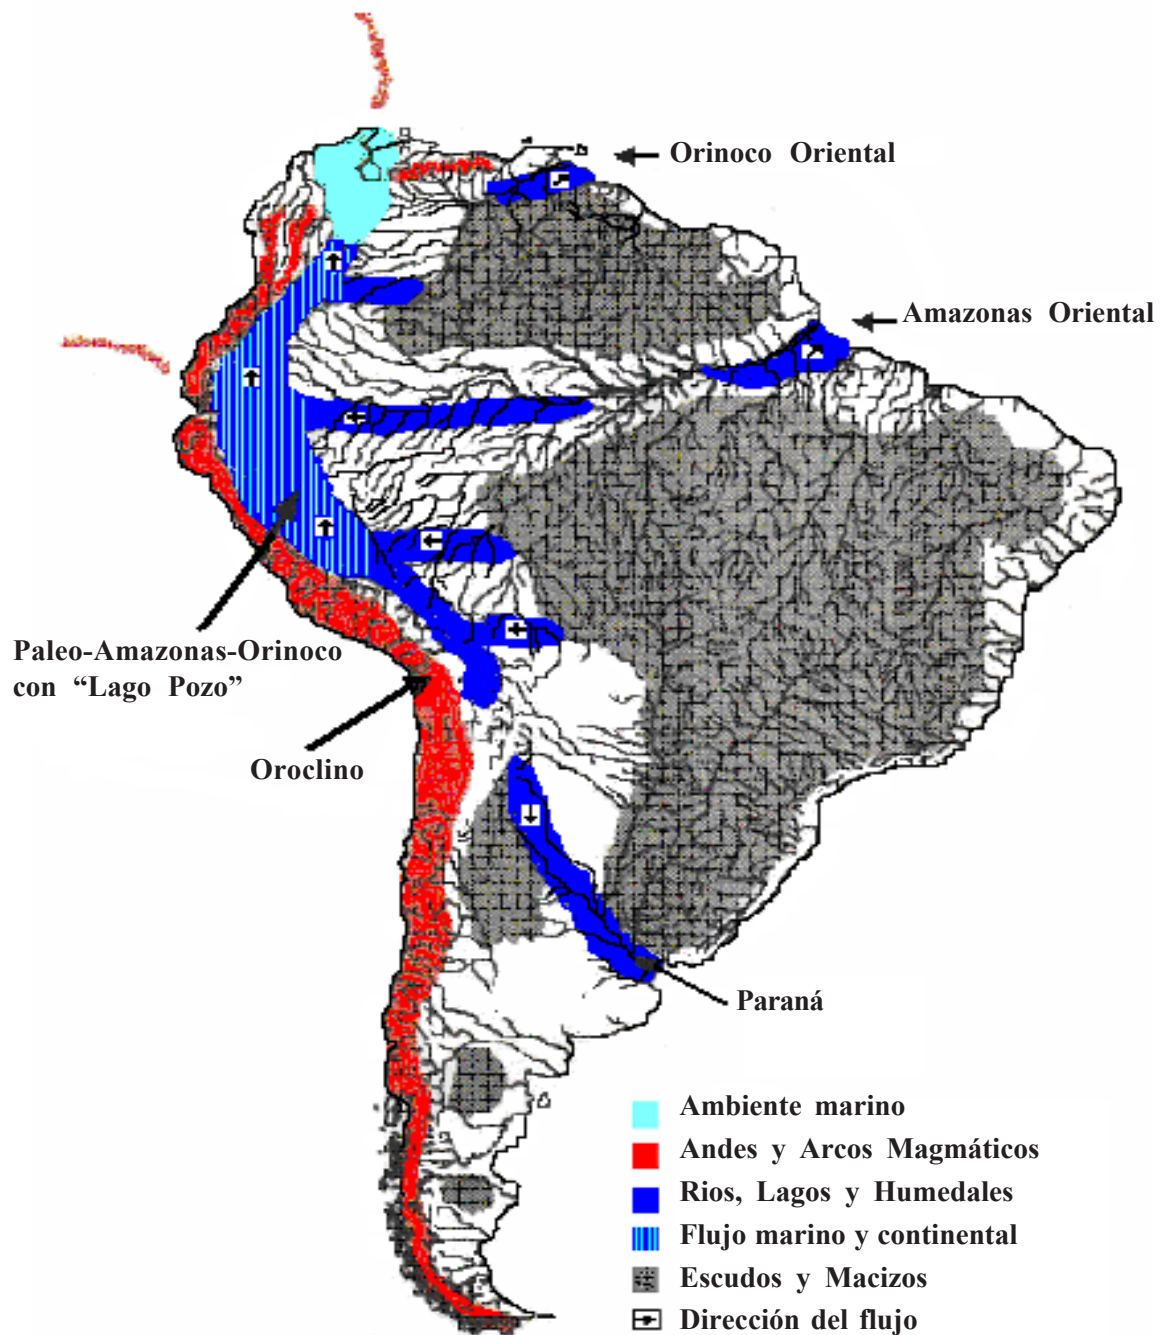 Orinoco Oriental
Amazonas Oriental
Paleo-Amazonas-Orinoco
con “Lago Pozo”
Oroclino
Paraná
Ambiente marino
Andes y Arcos Magmáticos
Rios, Lagos y Humedales
Flujo marino y continental
Escudos y Macizos
Dirección del flujo